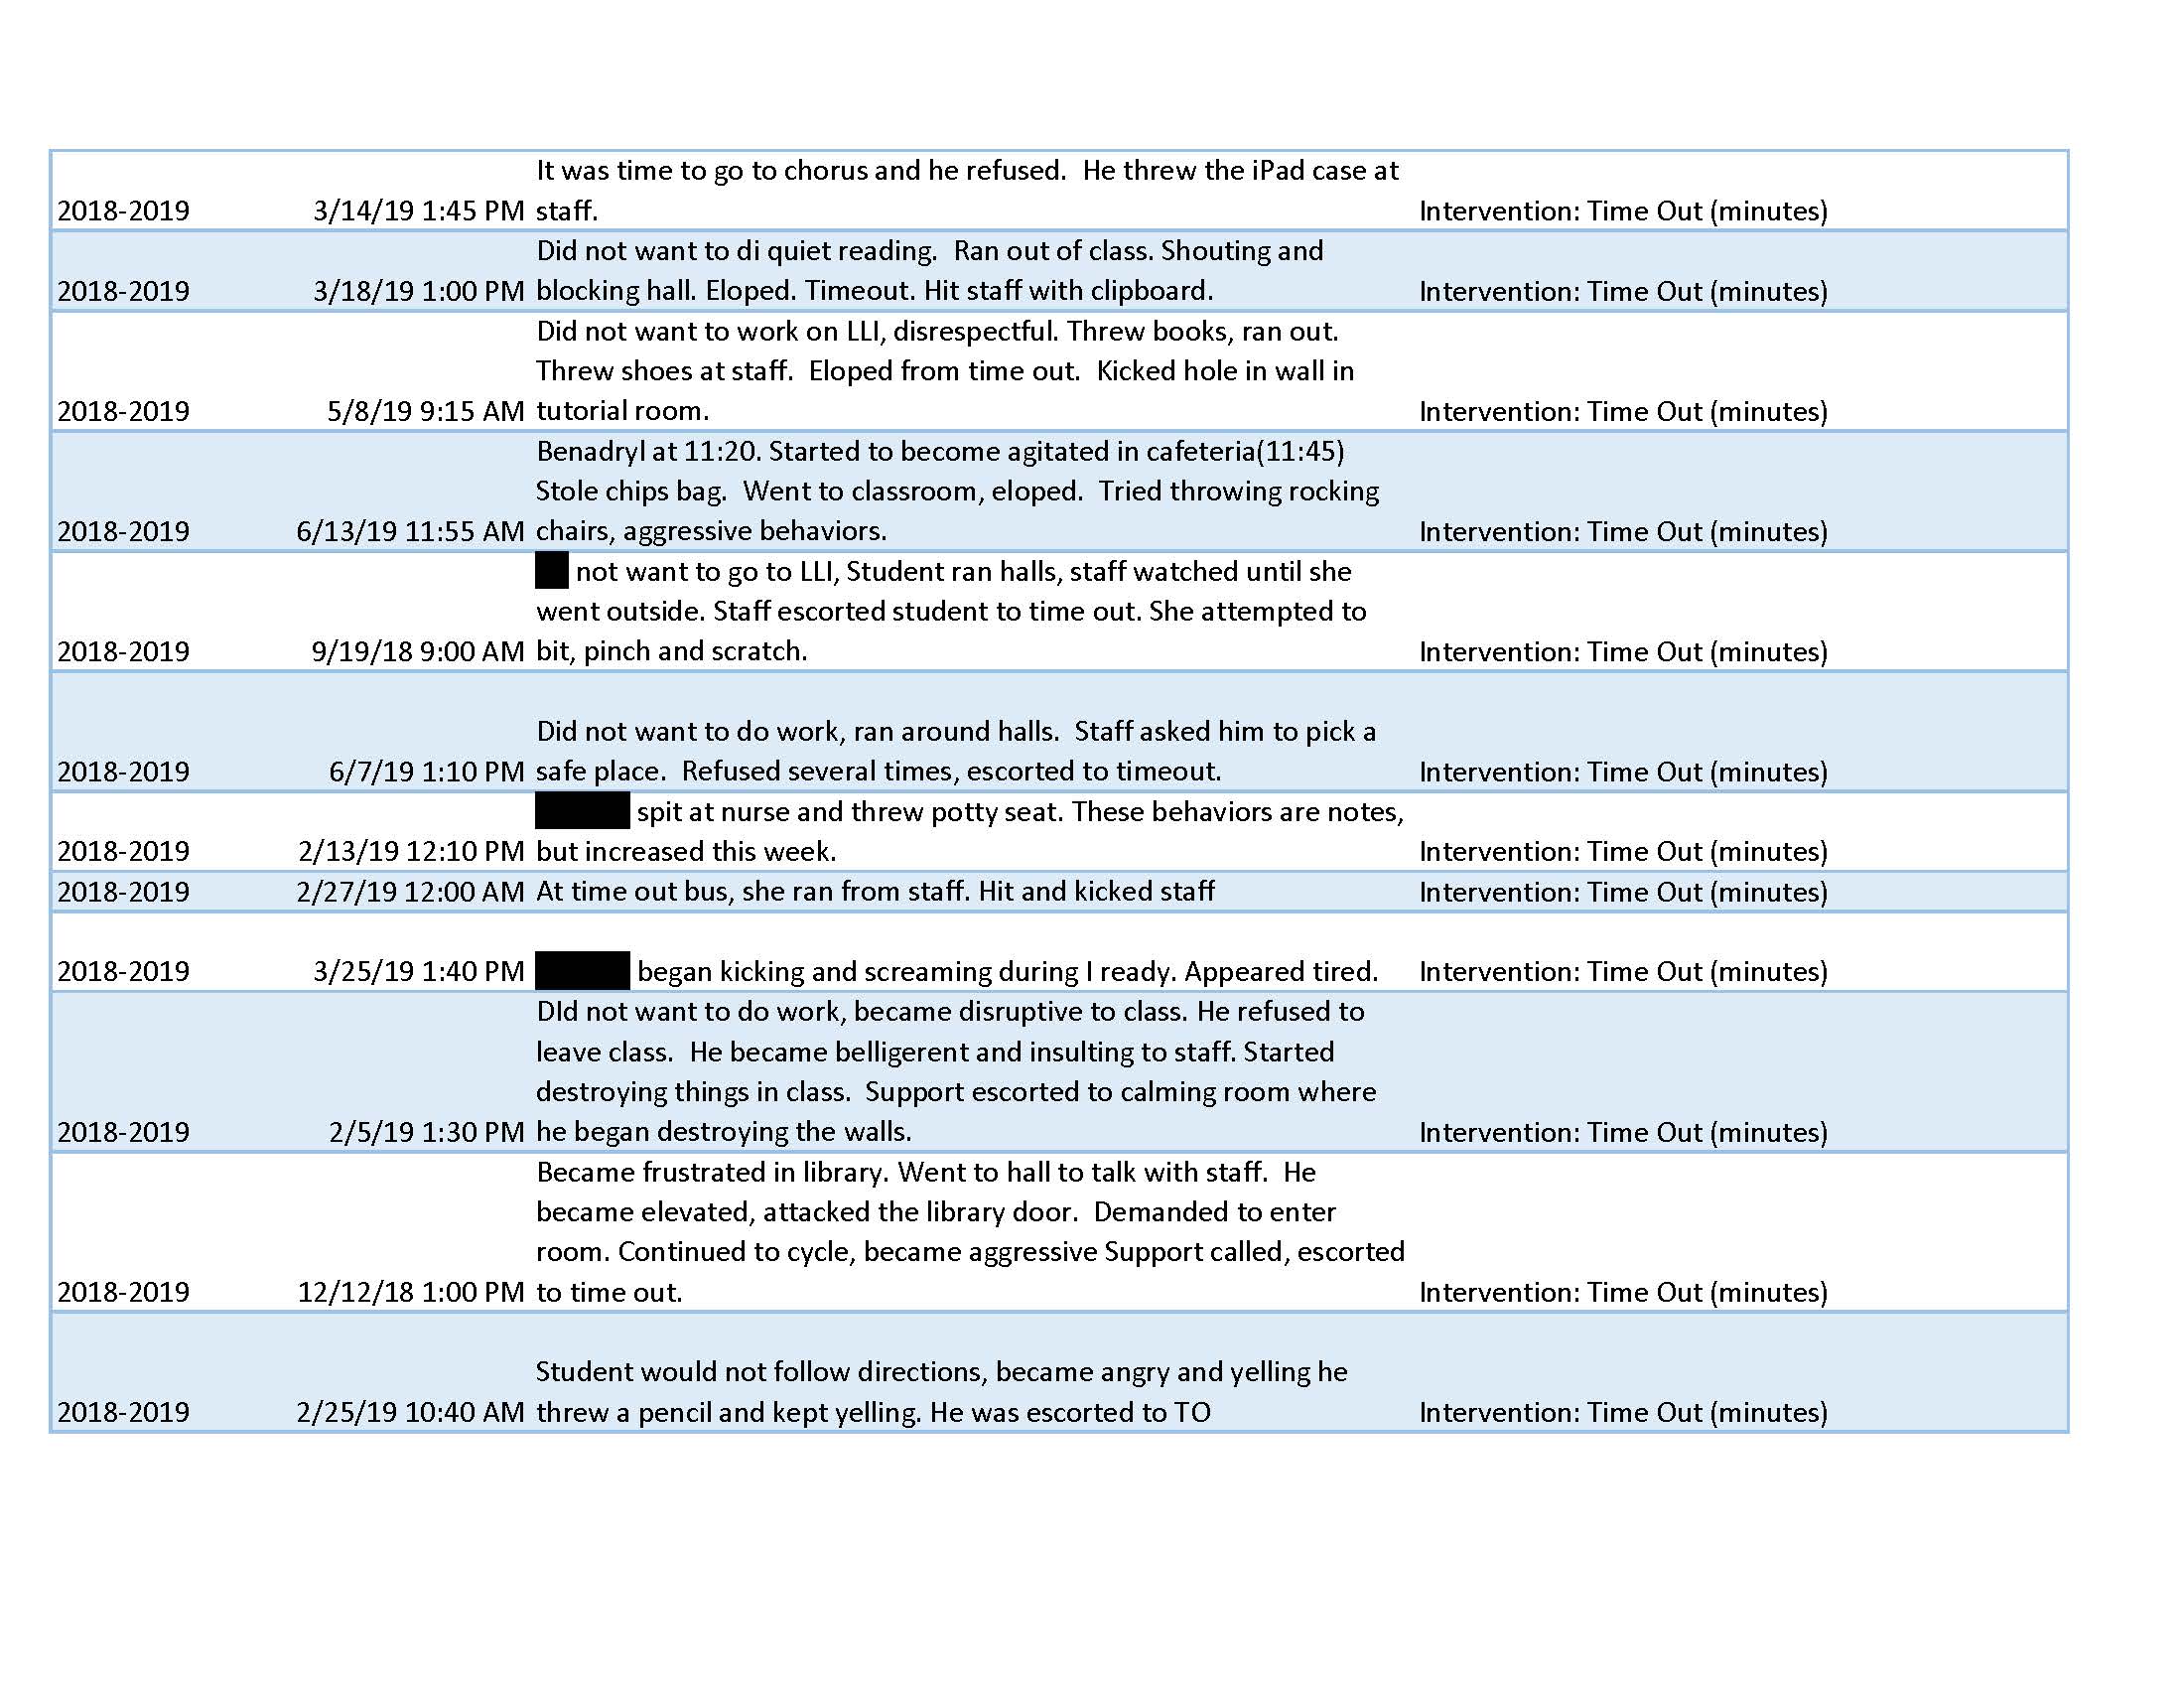 It was time to go to chorus and he refused.  He threw the iPad case at
2018-2019 3/14/19 1:45 PM staff. Intervention: Time Out (minutes)
Did not want to di quiet reading.  Ran out of class. Shouting and
2018-2019 3/18/19 1:00 PM blocking hall. Eloped. Timeout. Hit staff with clipboard. Intervention: Time Out (minutes)
Did not want to work on LLI, disrespectful. Threw books, ran out.
Threw shoes at staff.  Eloped from time out.  Kicked hole in wall in
2018-2019 5/8/19 9:15 AM tutorial room. Intervention: Time Out (minutes)
Benadryl at 11:20. Started to become agitated in cafeteria(11:45)
Stole chips bag.  Went to classroom, eloped.  Tried throwing rocking
2018-2019 6/13/19 11:55 AM chairs, aggressive behaviors. Intervention: Time Out (minutes)
not want to go to LLI, Student ran halls, staff watched until she
went outside. Staff escorted student to time out. She attempted to
2018-2019 9/19/18 9:00 AM bit, pinch and scratch. Intervention: Time Out (minutes)
Did not want to do work, ran around halls.  Staff asked him to pick a
2018-2019 6/7/19 1:10 PM safe place.  Refused several times, escorted to timeout. Intervention: Time Out (minutes)
spit at nurse and threw potty seat. These behaviors are notes,
2018-2019 2/13/19 12:10 PM but increased this week. Intervention: Time Out (minutes)
2018-2019 2/27/19 12:00 AM At time out bus, she ran from staff. Hit and kicked staff Intervention: Time Out (minutes)
2018-2019 3/25/19 1:40 PM began kicking and screaming during I ready. Appeared tired. Intervention: Time Out (minutes)
DId not want to do work, became disruptive to class. He refused to
leave class.  He became belligerent and insulting to staff. Started
destroying things in class.  Support escorted to calming room where
2018-2019 2/5/19 1:30 PM he began destroying the walls. Intervention: Time Out (minutes)
Became frustrated in library. Went to hall to talk with staff.  He
became elevated, attacked the library door.  Demanded to enter
room. Continued to cycle, became aggressive Support called, escorted
2018-2019 12/12/18 1:00 PM to time out. Intervention: Time Out (minutes)
Student would not follow directions, became angry and yelling he
2018-2019 2/25/19 10:40 AM threw a pencil and kept yelling. He was escorted to TO Intervention: Time Out (minutes)